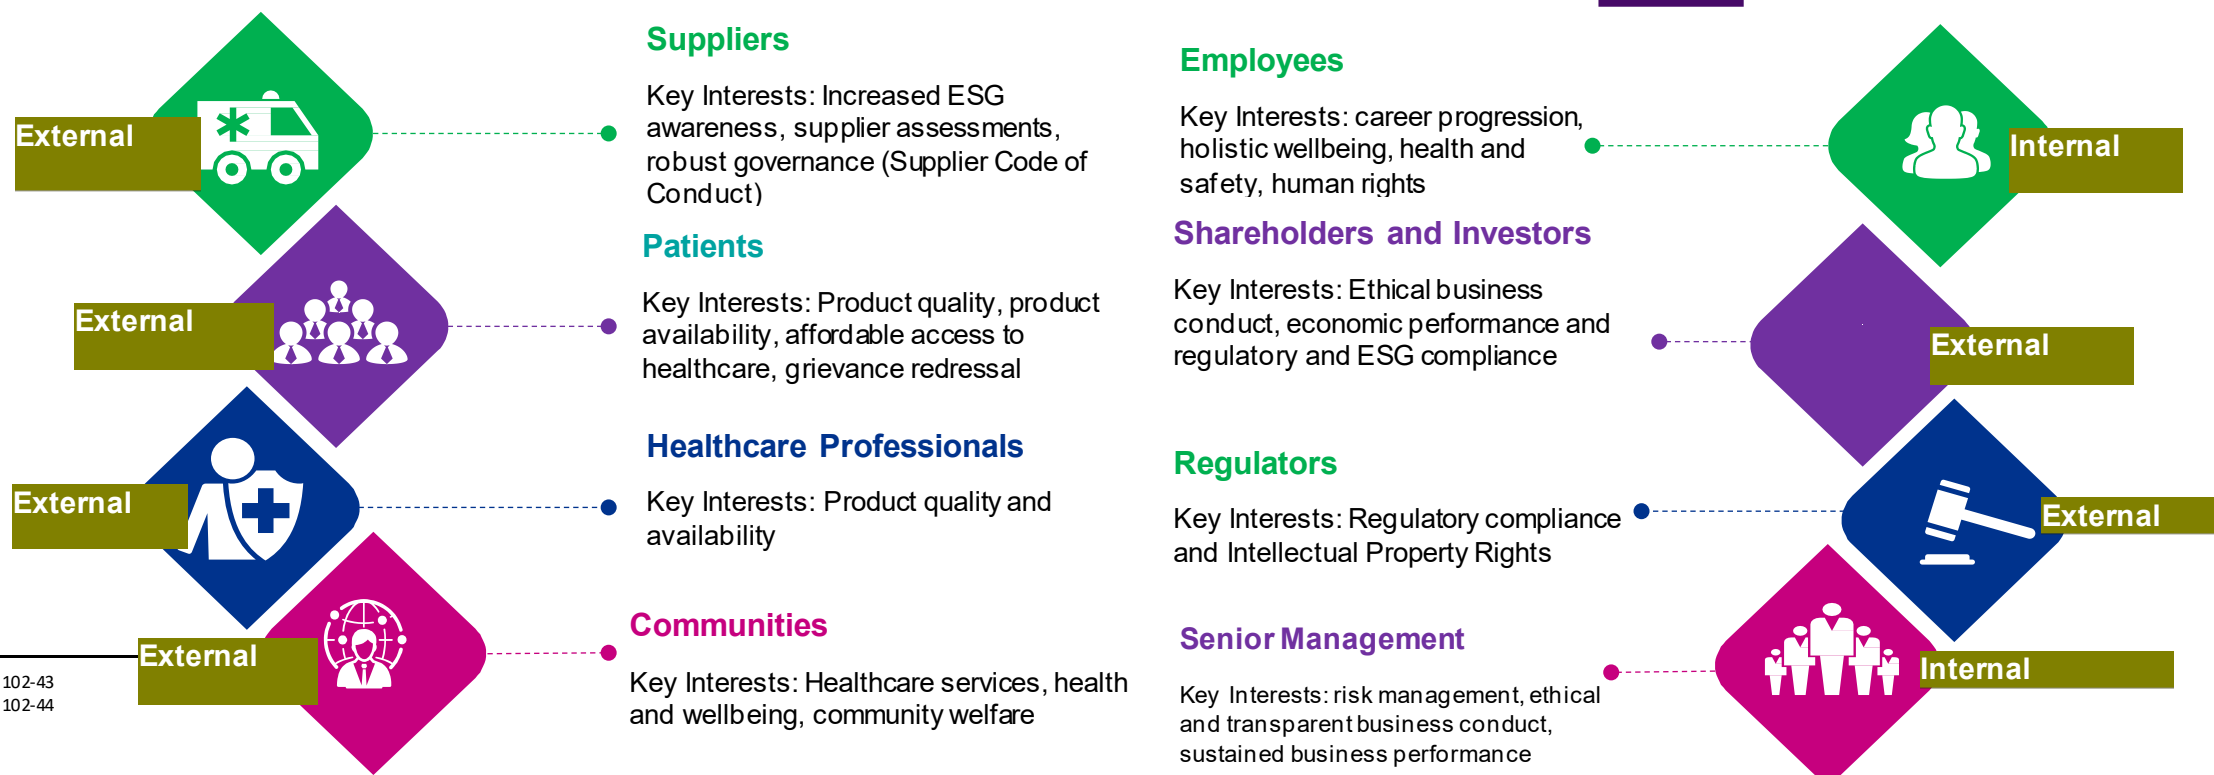 External
Suppliers
Key Interests: Increased ESG
awareness, supplier assessments,
robust governance (Supplier Code of
Conduct)
External
Patients
Key Interests: Product quality, product
availability, affordable access to
healthcare, grievance redressal
External
Healthcare Professionals
Key Interests: Product quality and
availability
External
Communities
Key Interests: Healthcare services, health
and wellbeing, community welfare
102-43
102-44
Employees
Key Interests: career progression,
holistic wellbeing, health and
safety, human rights
Internal
Shareholders and Investors
Key Interests: Ethical business
conduct, economic performance and
regulatory and ESG compliance
External
Regulators
Key Interests: Regulatory compliance
and Intellectual Property Rights
External
Senior Management
Key Interests: risk management, ethical
and transparent business conduct,
sustained business performance
Internal